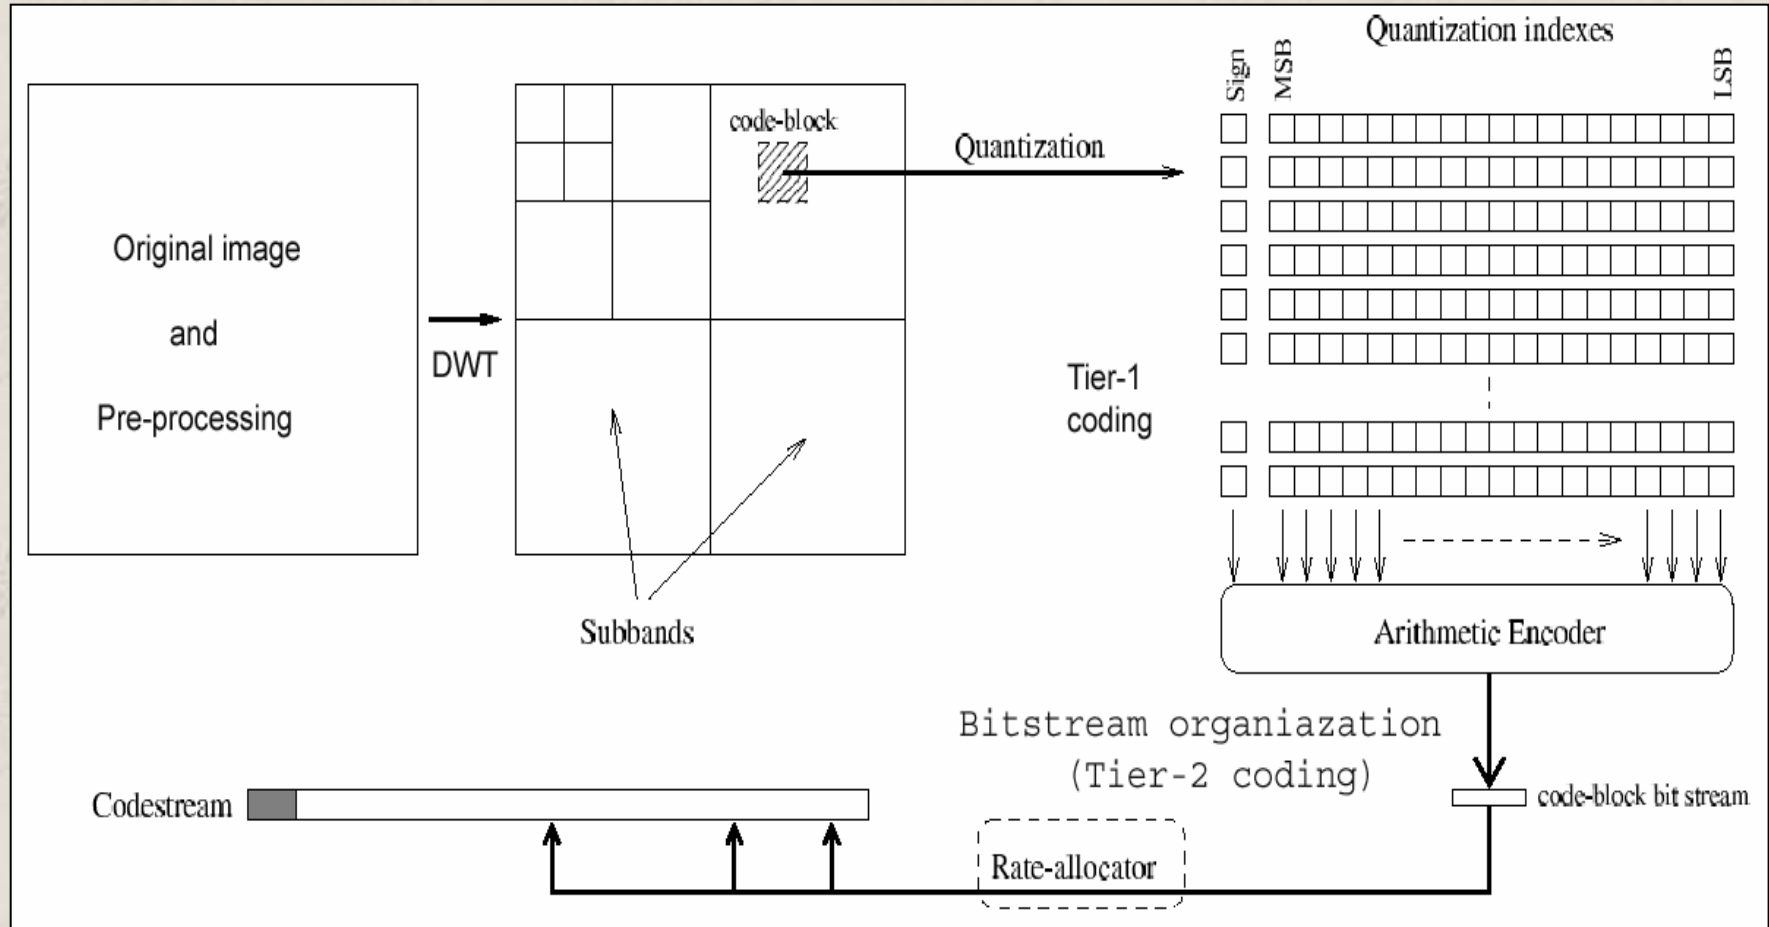 Quantization indexes
Sign
MSB
LSB
code-block
Quantization
Original image
and
Pre-processing
DWT
Tier-1
coding
Subbands
Arithmetic Encoder
Bitstream organiazation
(Tier-2 coding)
code-block bit stream
Codestream
Rate-allocator